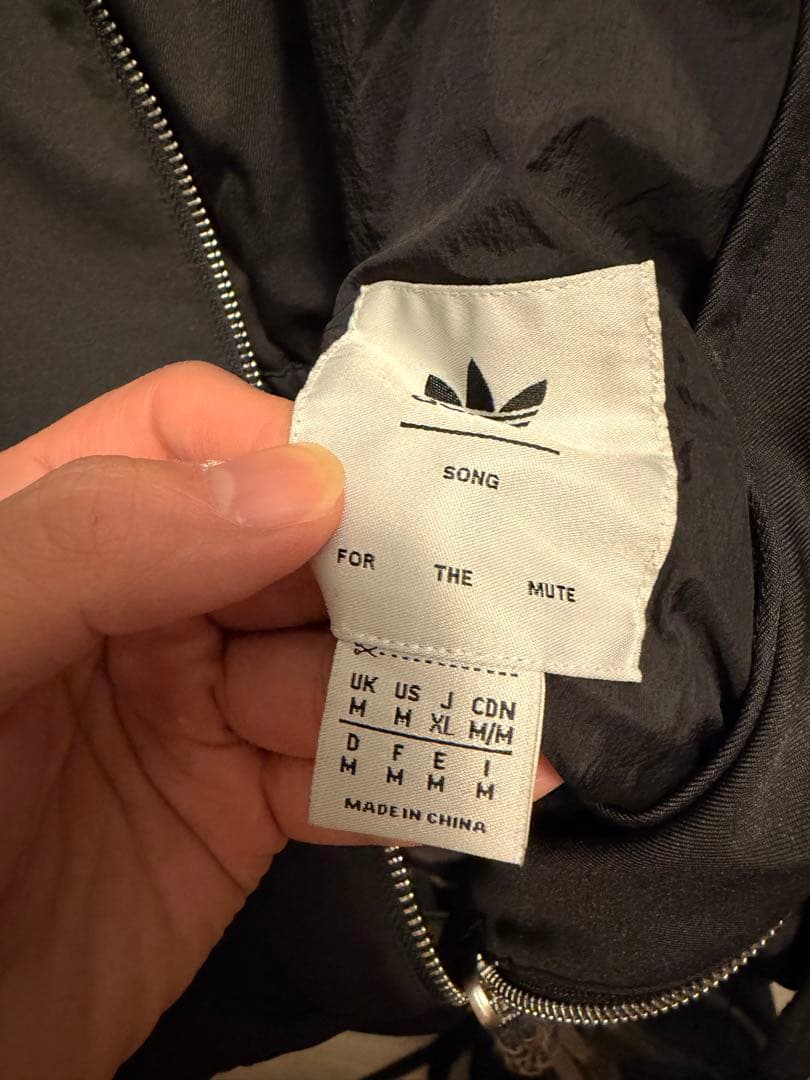 SONG
FOR THE MUTE
UK US J CDN
M M XL M/M
D F E I
M M M M
MADE IN CHINA